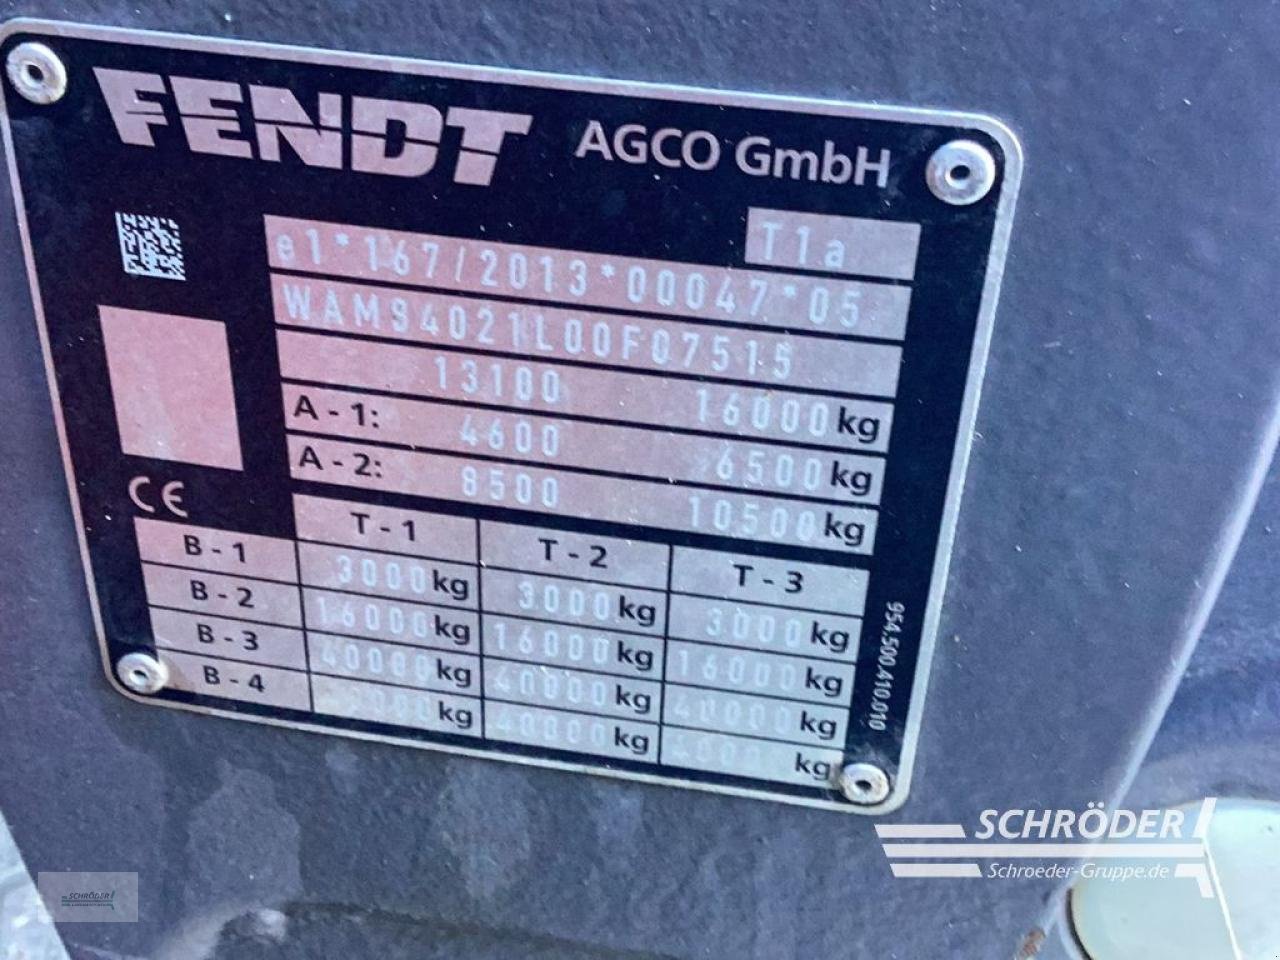 FENDT AGCO GmbH
T1a
e1*167/2013*00047*05
WAM94021L00F07515
13100 16000kg
A - 1: 4600 6500kg
A - 2: 8500 10500kg
CE
T - 1 T - 2 T - 3
B - 1 3000kg 3000kg 3000kg
B - 2 16000kg 16000kg 16000kg
B - 3 40000kg 40000kg 40000kg
B - 4 kg 40000kg kg
954.500.410.010
SCHRÖDER
Schroeder-Gruppe.de
SCHRÖDER